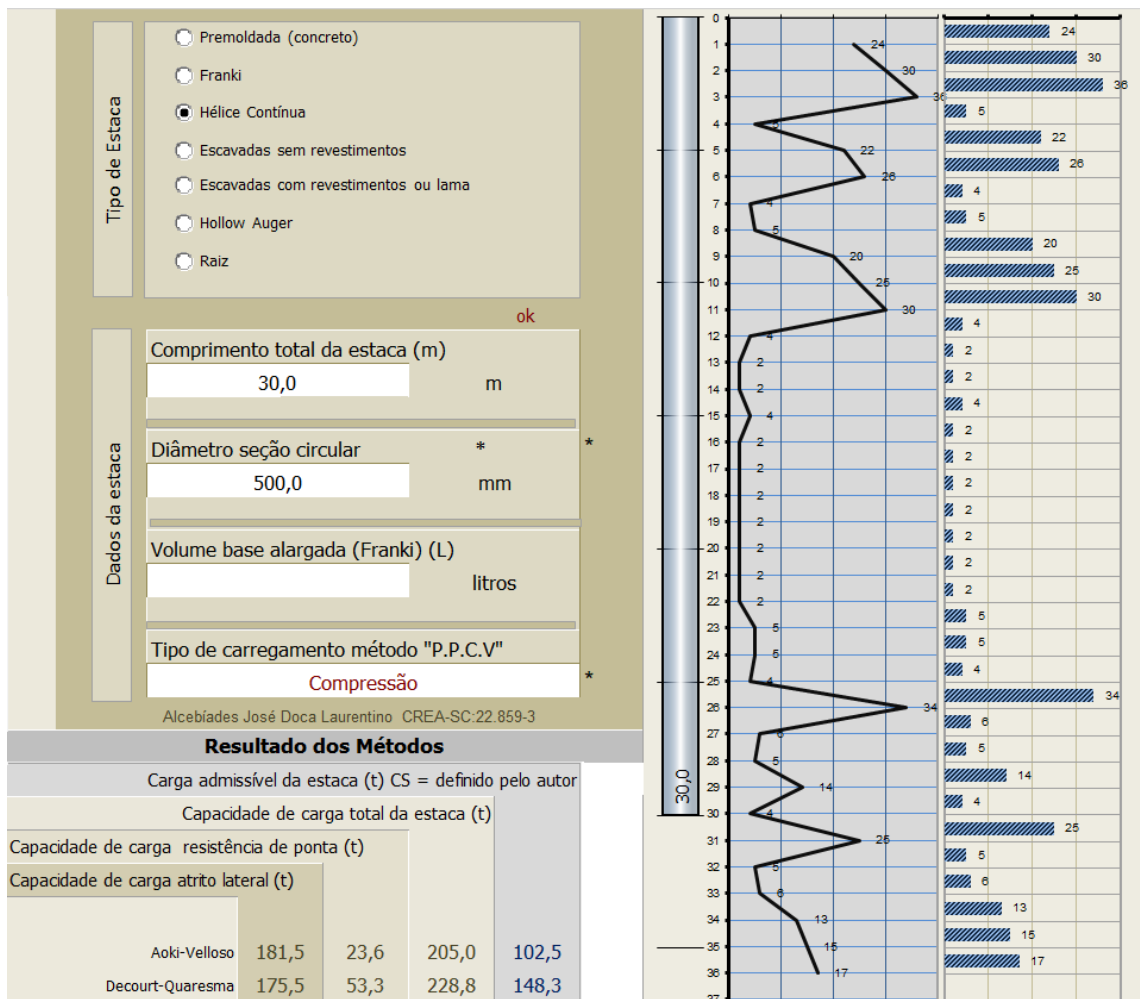 Tipo de Estaca
Premoldada (concreto)
Franki
Hélice Contínua
Escavadas sem revestimentos
Escavadas com revestimentos ou lama
Hollow Auger
Raiz
ok
Dados da estaca
Comprimento total da estaca (m)
30,0 m
Diâmetro seção circular * *
500,0 mm
Volume base alargada (Franki) (L)
litros
Tipo de carregamento método "P.P.C.V"
Compressão *
Alcebíades José Doca Laurentino CREA-SC:22.859-3
Resultado dos Métodos
Carga admissível da estaca (t) CS = definido pelo autor
Capacidade de carga total da estaca (t)
Capacidade de carga resistência de ponta (t)
Capacidade de carga atrito lateral (t)
Aoki-Velloso 181,5 23,6 205,0 102,5
Decourt-Quaresma 175,5 53,3 228,8 148,3
30,0
0
1 24 24
2 30 30
3 36 36
4 5 5
5 22 22
6 26 26
7 4 4
8 5 5
9 20 20
10 25 25
11 30 30
12 4 4
13 2 2
14 2 2
15 4 4
16 2 2
17 2 2
18 2 2
19 2 2
20 2 2
21 2 2
22 2 2
23 5 5
24 5 5
25 4 4
26 34 34
27 6 6
28 5 5
29 14 14
30 4 4
31 25 25
32 5 5
33 6 6
34 13 13
35 15 15
36 17 17
37